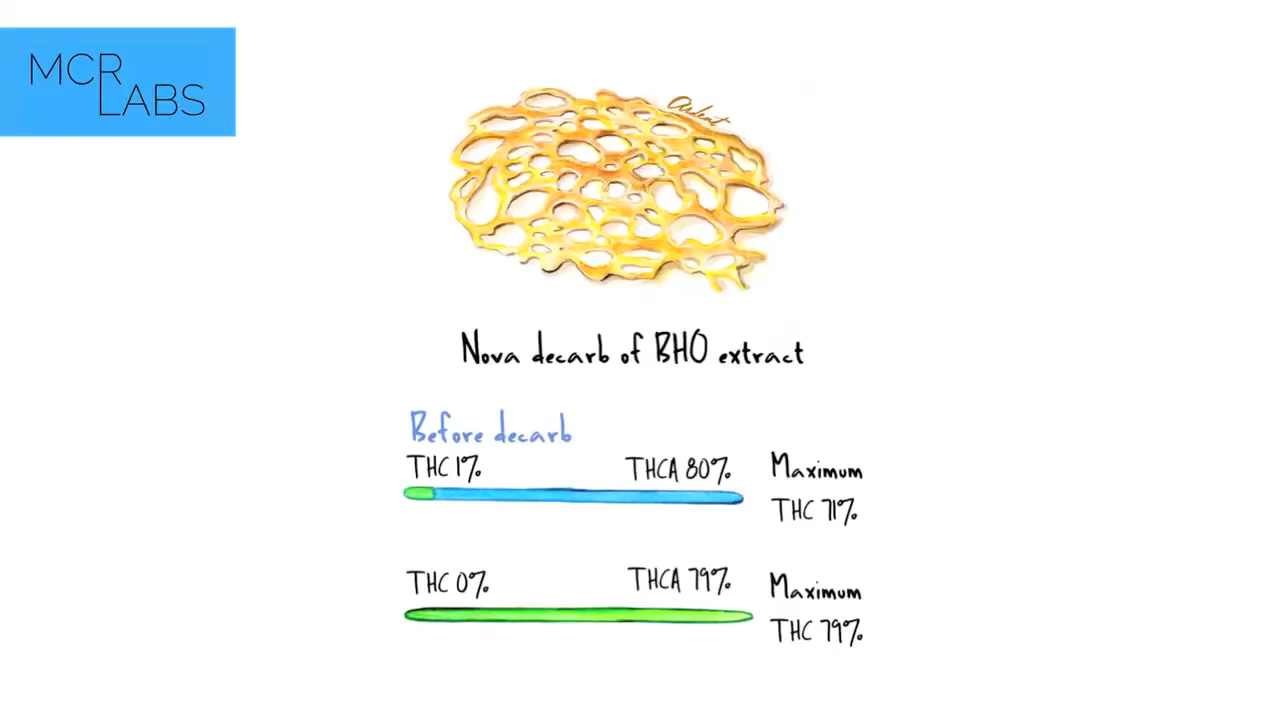 MCR
LABS
Ardent
Nova decarb of BHO extract
Before decarb
THC 1%
THCA 80%
Maximum
THC 71%
THC 0%
THCA 79%
Maximum
THC 79%